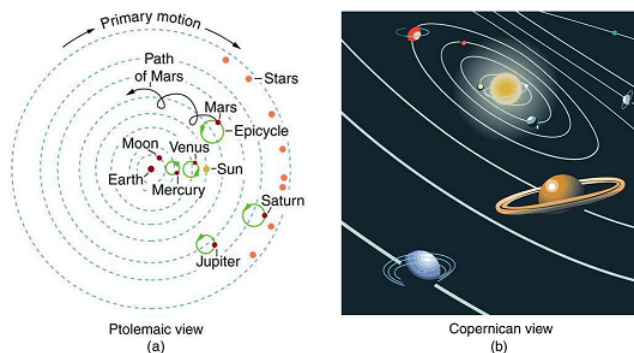 Primary motion
Path
of Mars
Stars
Mars
Epicycle
Moon
Venus
Sun
Earth
Mercury
Saturn
Jupiter
Ptolemaic view
(a)
Copernican view
(b)